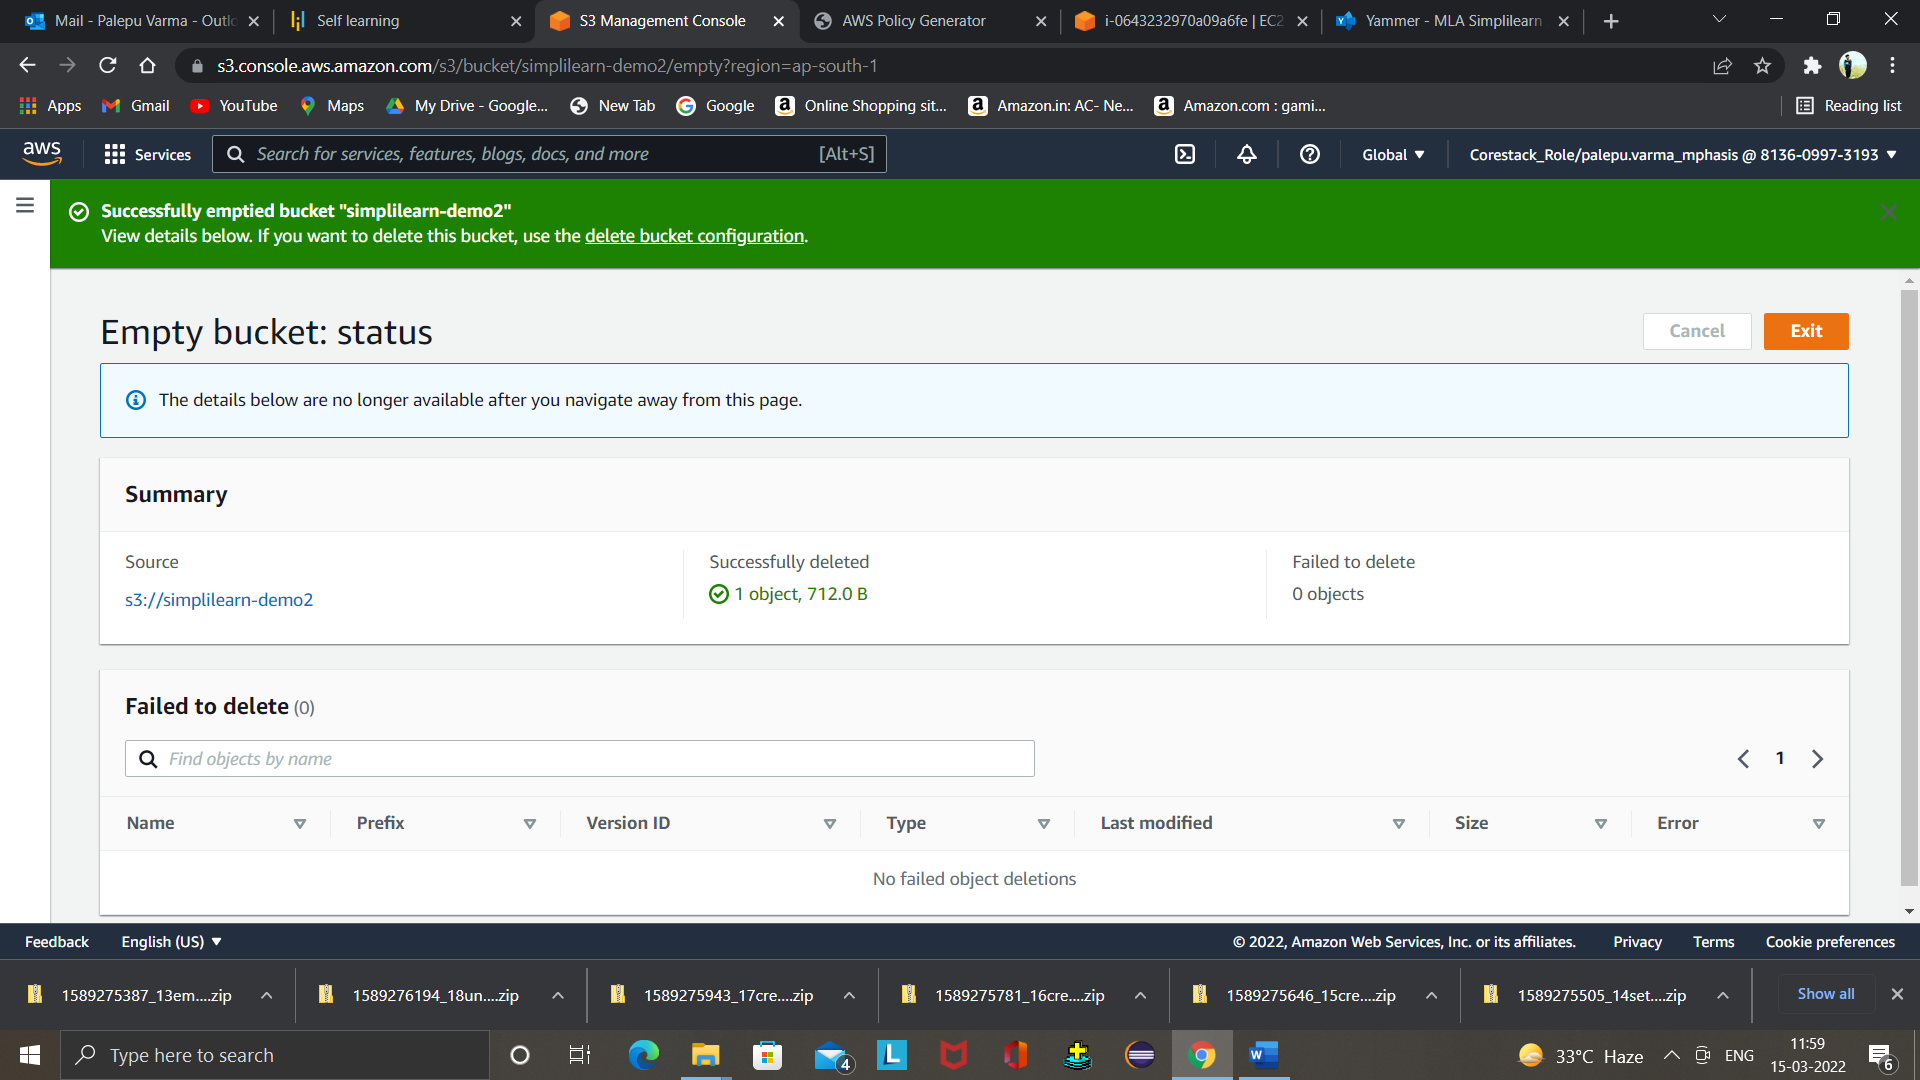 Mail - Palepu Varma - Outlo
Self learning
S3 Management Console
AWS Policy Generator
i-0643232970a09a6fe | EC2
Yammer - MLA Simplilearn
s3.console.aws.amazon.com/s3/bucket/simplilearn-demo2/empty?region=ap-south-1
Apps
Gmail
YouTube
Maps
My Drive - Google...
New Tab
Google
Online Shopping sit...
Amazon.in: AC- Ne...
Amazon.com : gami...
Reading list
aws
Services
Search for services, features, blogs, docs, and more
[Alt+S]
Global
Corestack_Role/palepu.varma_mphasis @ 8136-0997-3193
Successfully emptied bucket "simplilearn-demo2"
View details below. If you want to delete this bucket, use the delete bucket configuration.
Empty bucket: status
Cancel
Exit
The details below are no longer available after you navigate away from this page.
Summary
Source
s3://simplilearn-demo2
Successfully deleted
1 object, 712.0 B
Failed to delete
0 objects
Failed to delete (0)
Find objects by name
1
Name
Prefix
Version ID
Type
Last modified
Size
Error
No failed object deletions
Feedback
English (US)
© 2022, Amazon Web Services, Inc. or its affiliates.
Privacy
Terms
Cookie preferences
1589275387_13em....zip
1589276194_18un....zip
1589275943_17cre....zip
1589275781_16cre....zip
1589275646_15cre....zip
1589275505_14set....zip
Show all
Type here to search
4
L
W
33°C Haze
ENG
11:59
15-03-2022
6